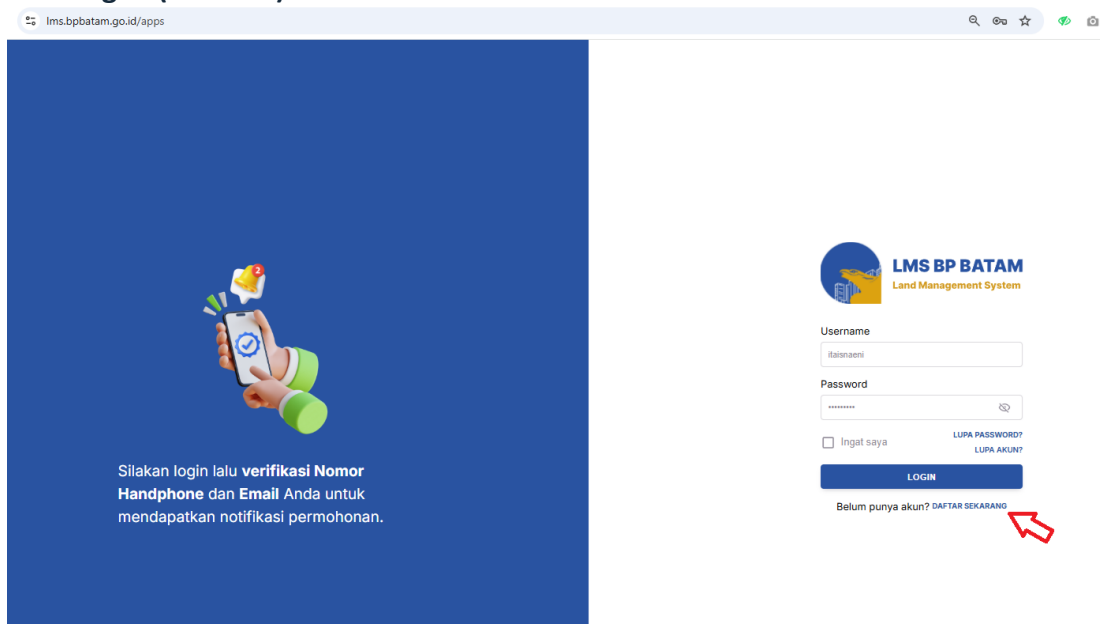 lms.bpbatam.go.id/apps
2
LMS BP BATAM
Land Management System
Username
itaisnaeni
Password
*********
Ingat saya
LUPA PASSWORD?
LUPA AKUN?
LOGIN
Belum punya akun? DAFTAR SEKARANG
Silakan login lalu verifikasi Nomor
Handphone dan Email Anda untuk
mendapatkan notifikasi permohonan.